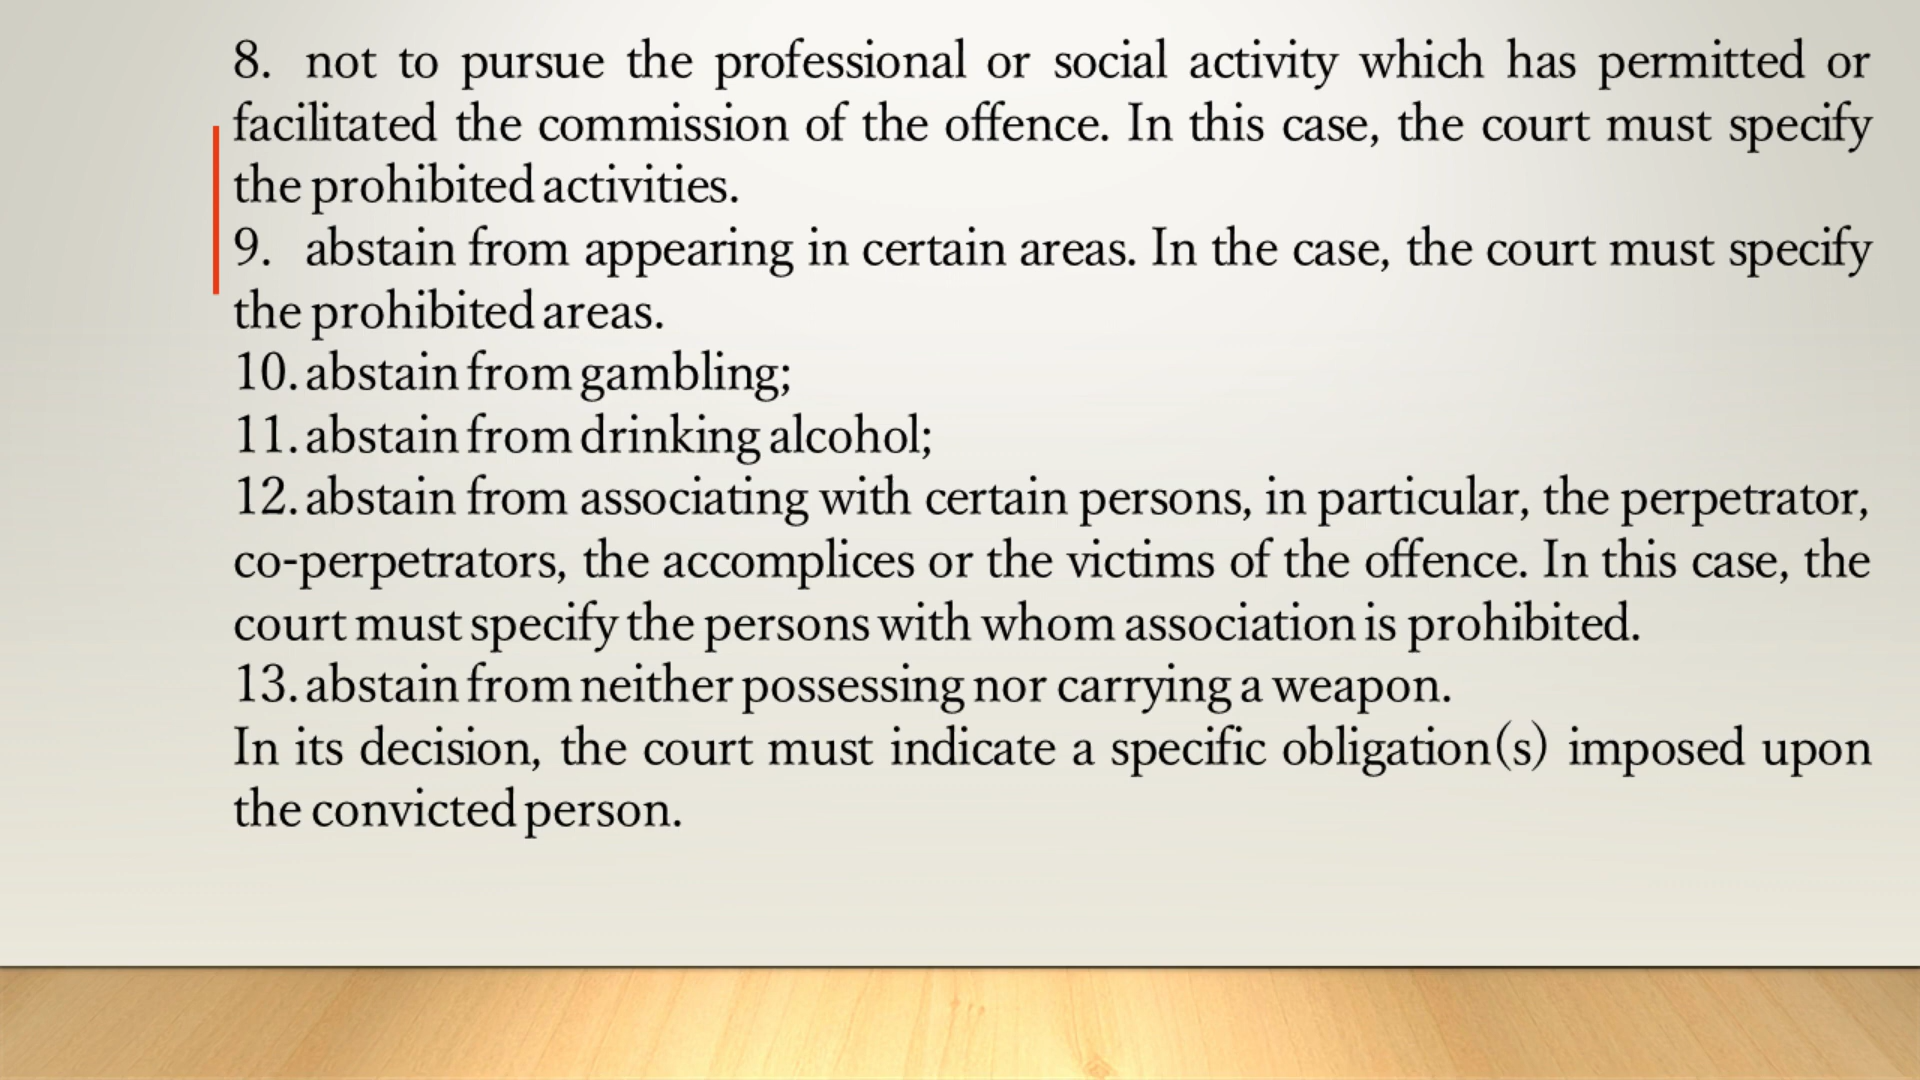 8. not to pursue the professional or social activity which has permitted or
facilitated the commission of the offence. In this case, the court must specify
the prohibited activities.
9. abstain from appearing in certain areas. In the case, the court must specify
the prohibited areas.
10. abstain from gambling;
11. abstain from drinking alcohol;
12. abstain from associating with certain persons, in particular, the perpetrator,
co-perpetrators, the accomplices or the victims of the offence. In this case, the
court must specify the persons with whom association is prohibited.
13. abstain from neither possessing nor carrying a weapon.
In its decision, the court must indicate a specific obligation(s) imposed upon
the convicted person.